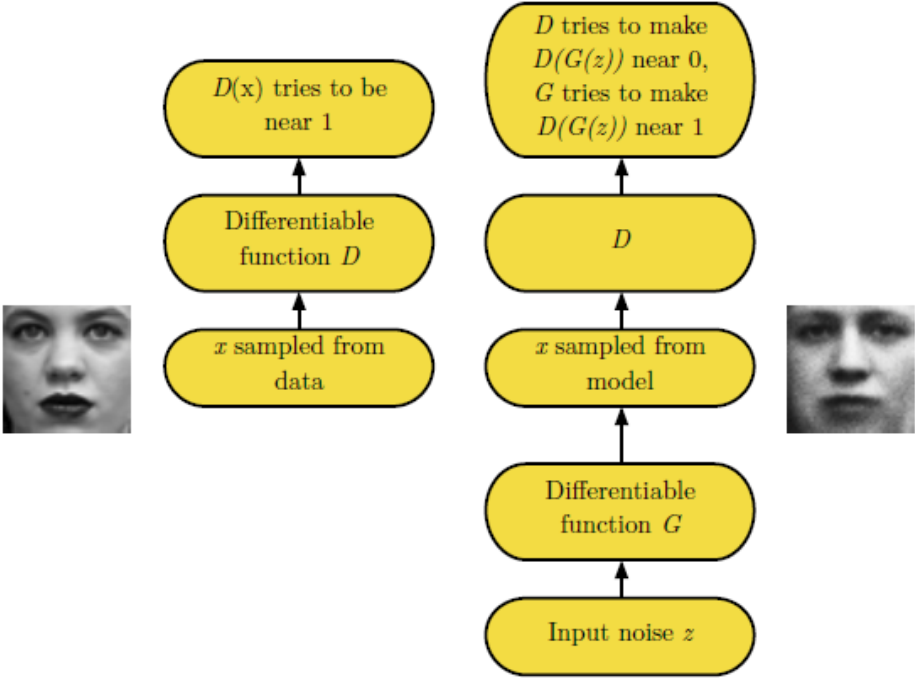 D(x) tries to be
near 1
Differentiable
function D
x sampled from
data
D tries to make
D(G(z)) near 0,
G tries to make
D(G(z)) near 1
D
x sampled from
model
Differentiable
function G
Input noise z